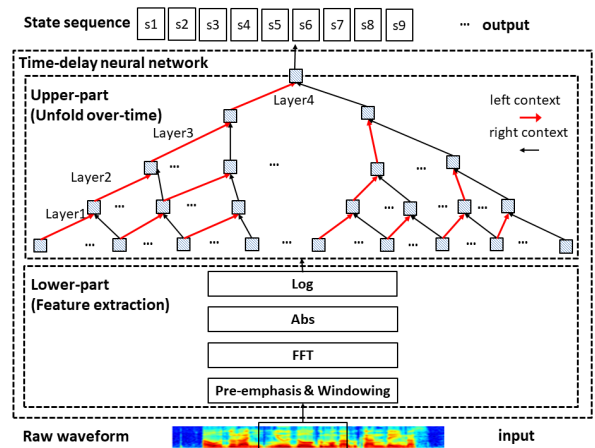 State sequence s1 s2 s3 s4 s5 s6 s7 s8 s9 ... output
Time-delay neural network
Upper-part
(Unfold over-time)
Layer4
left context
Layer3
right context
... ... ...
Layer2
... ... ... ...
Layer1
... ... ... ... ... ... ...
Lower-part
(Feature extraction)
Log
Abs
FFT
Pre-emphasis & Windowing
Raw waveform input